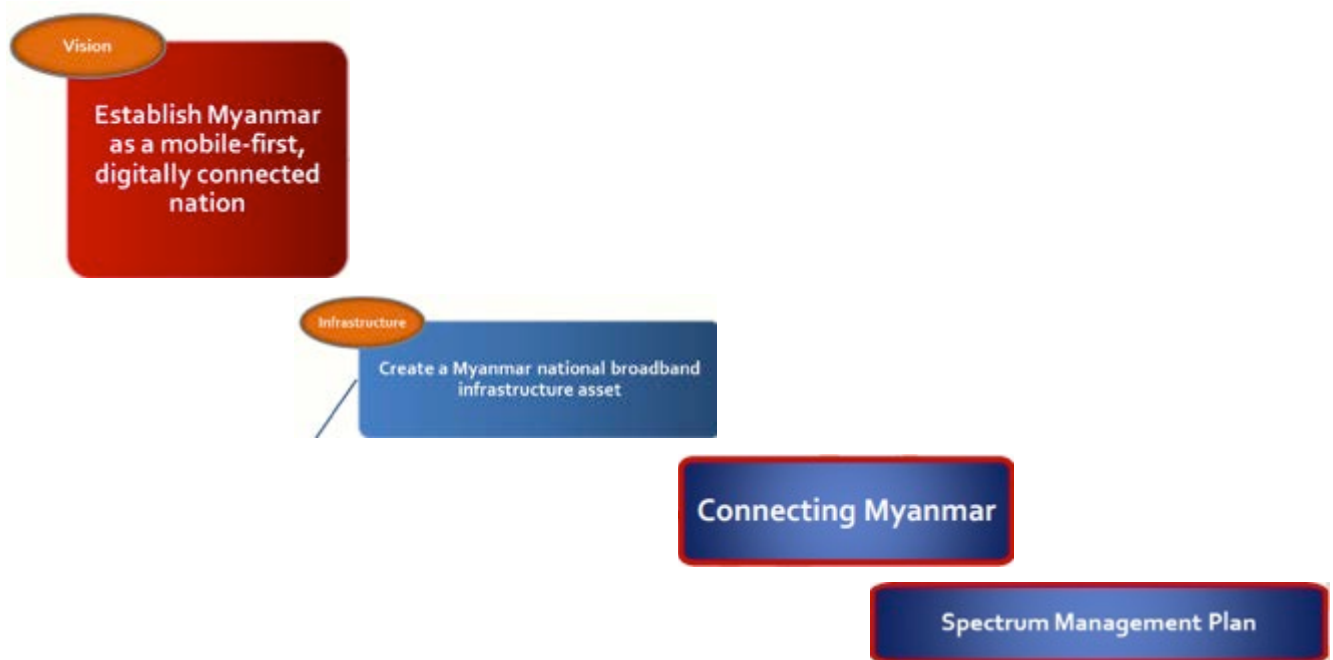 Vision
Establish Myanmar
as a mobile-first,
digitally connected
nation
Infrastructure
Create a Myanmar national broadband
infrastructure asset
Connecting Myanmar
Spectrum Management Plan